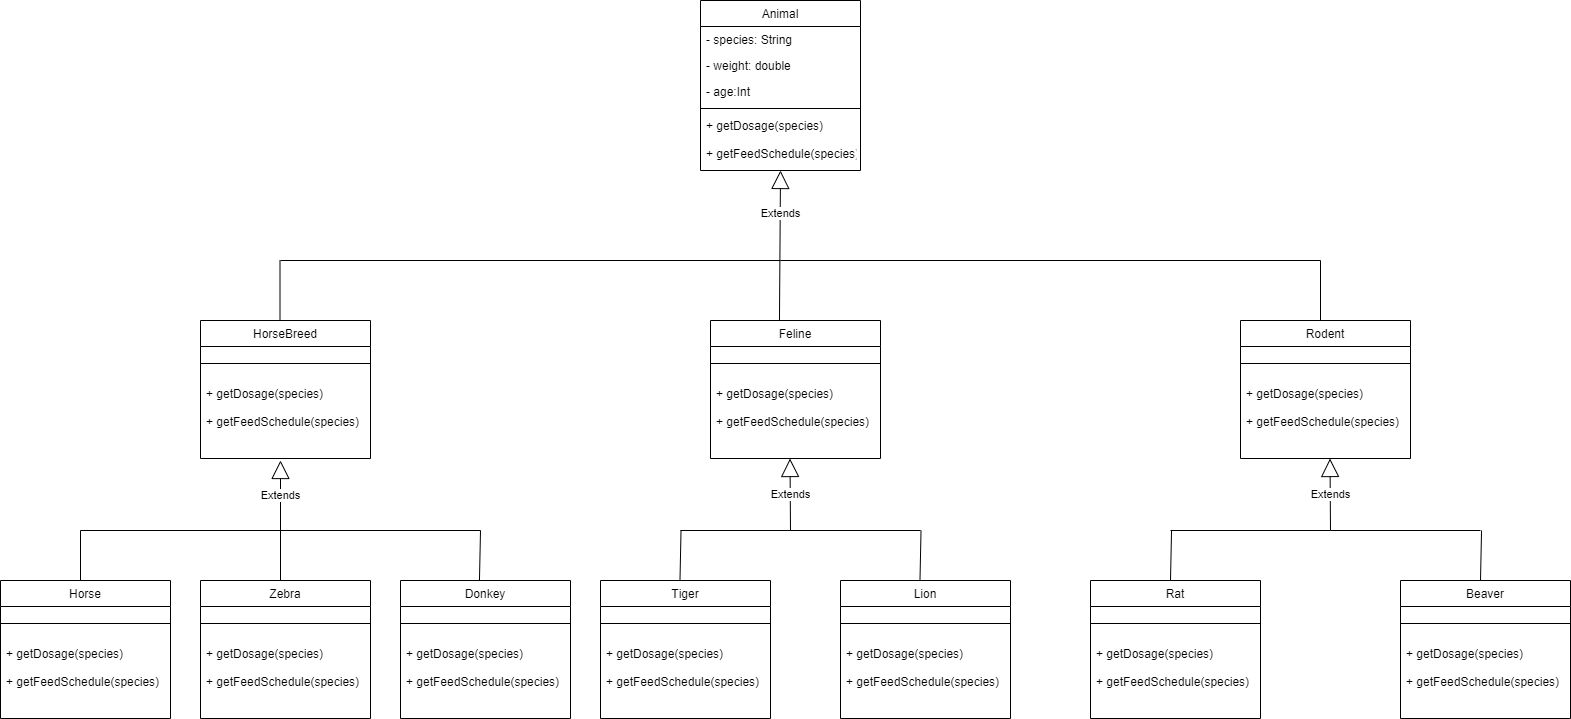 Animal
- species: String
- weight: double
- age:Int
+ getDosage(species)
+ getFeedSchedule(species)
Extends
HorseBreed
+ getDosage(species)
+ getFeedSchedule(species)
Feline
+ getDosage(species)
+ getFeedSchedule(species)
Rodent
+ getDosage(species)
+ getFeedSchedule(species)
Extends
Extends
Extends
Horse
+ getDosage(species)
+ getFeedSchedule(species)
Zebra
+ getDosage(species)
+ getFeedSchedule(species)
Donkey
+ getDosage(species)
+ getFeedSchedule(species)
Tiger
+ getDosage(species)
+ getFeedSchedule(species)
Lion
+ getDosage(species)
+ getFeedSchedule(species)
Rat
+ getDosage(species)
+ getFeedSchedule(species)
Beaver
+ getDosage(species)
+ getFeedSchedule(species)